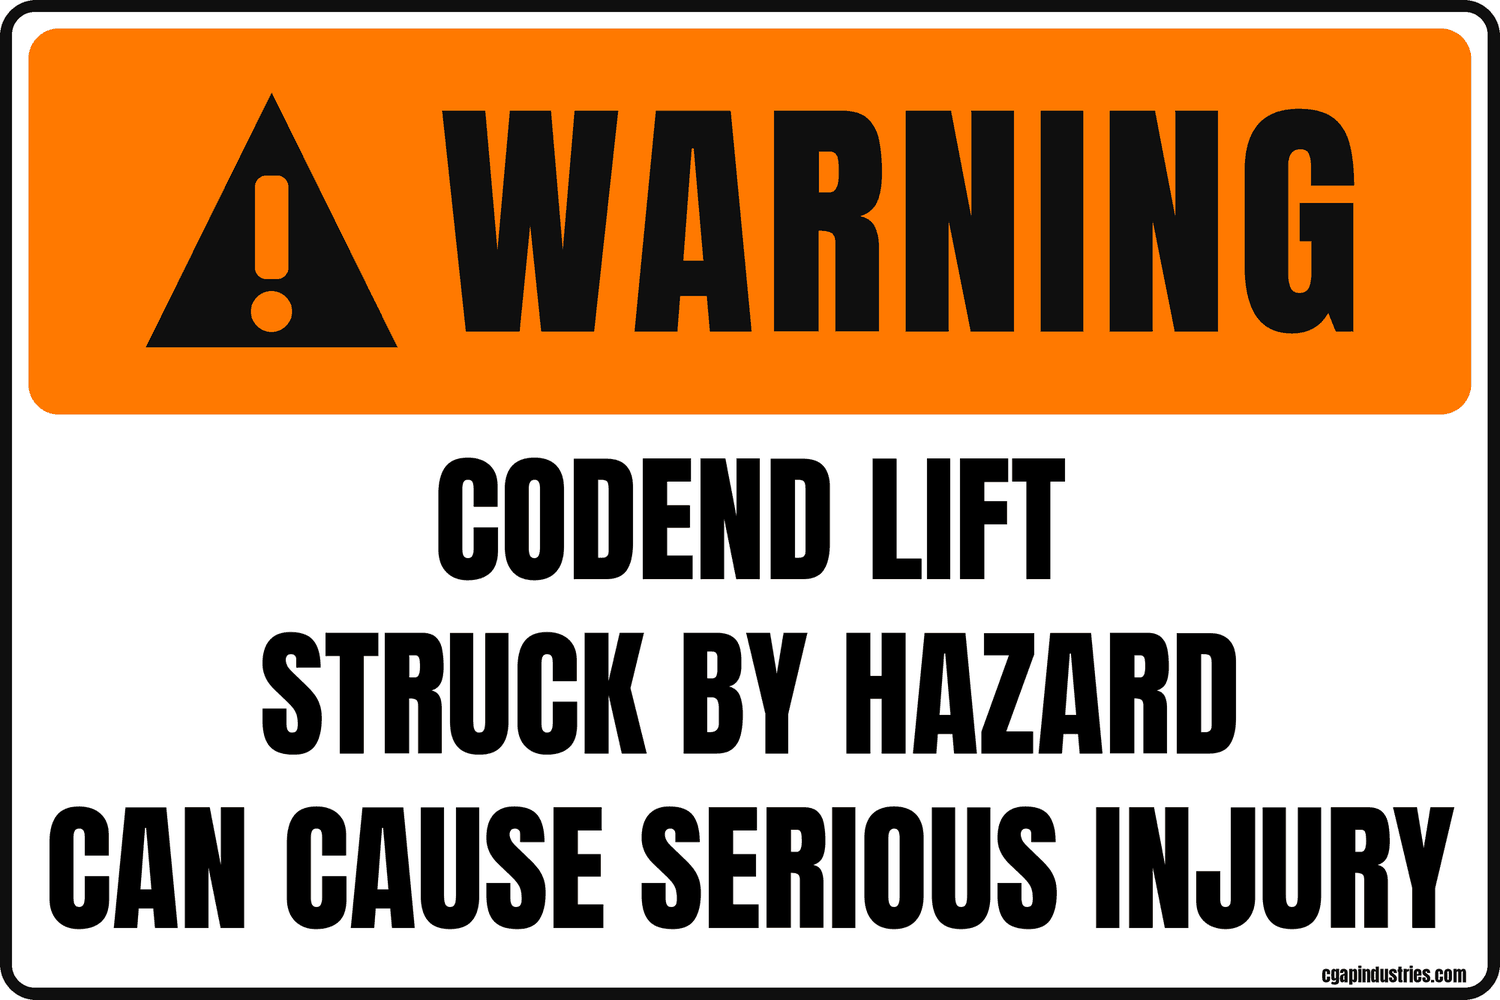 WARNING
CODEND LIFT
STRUCK BY HAZARD
CAN CAUSE SERIOUS INJURY
cgapindustries.com